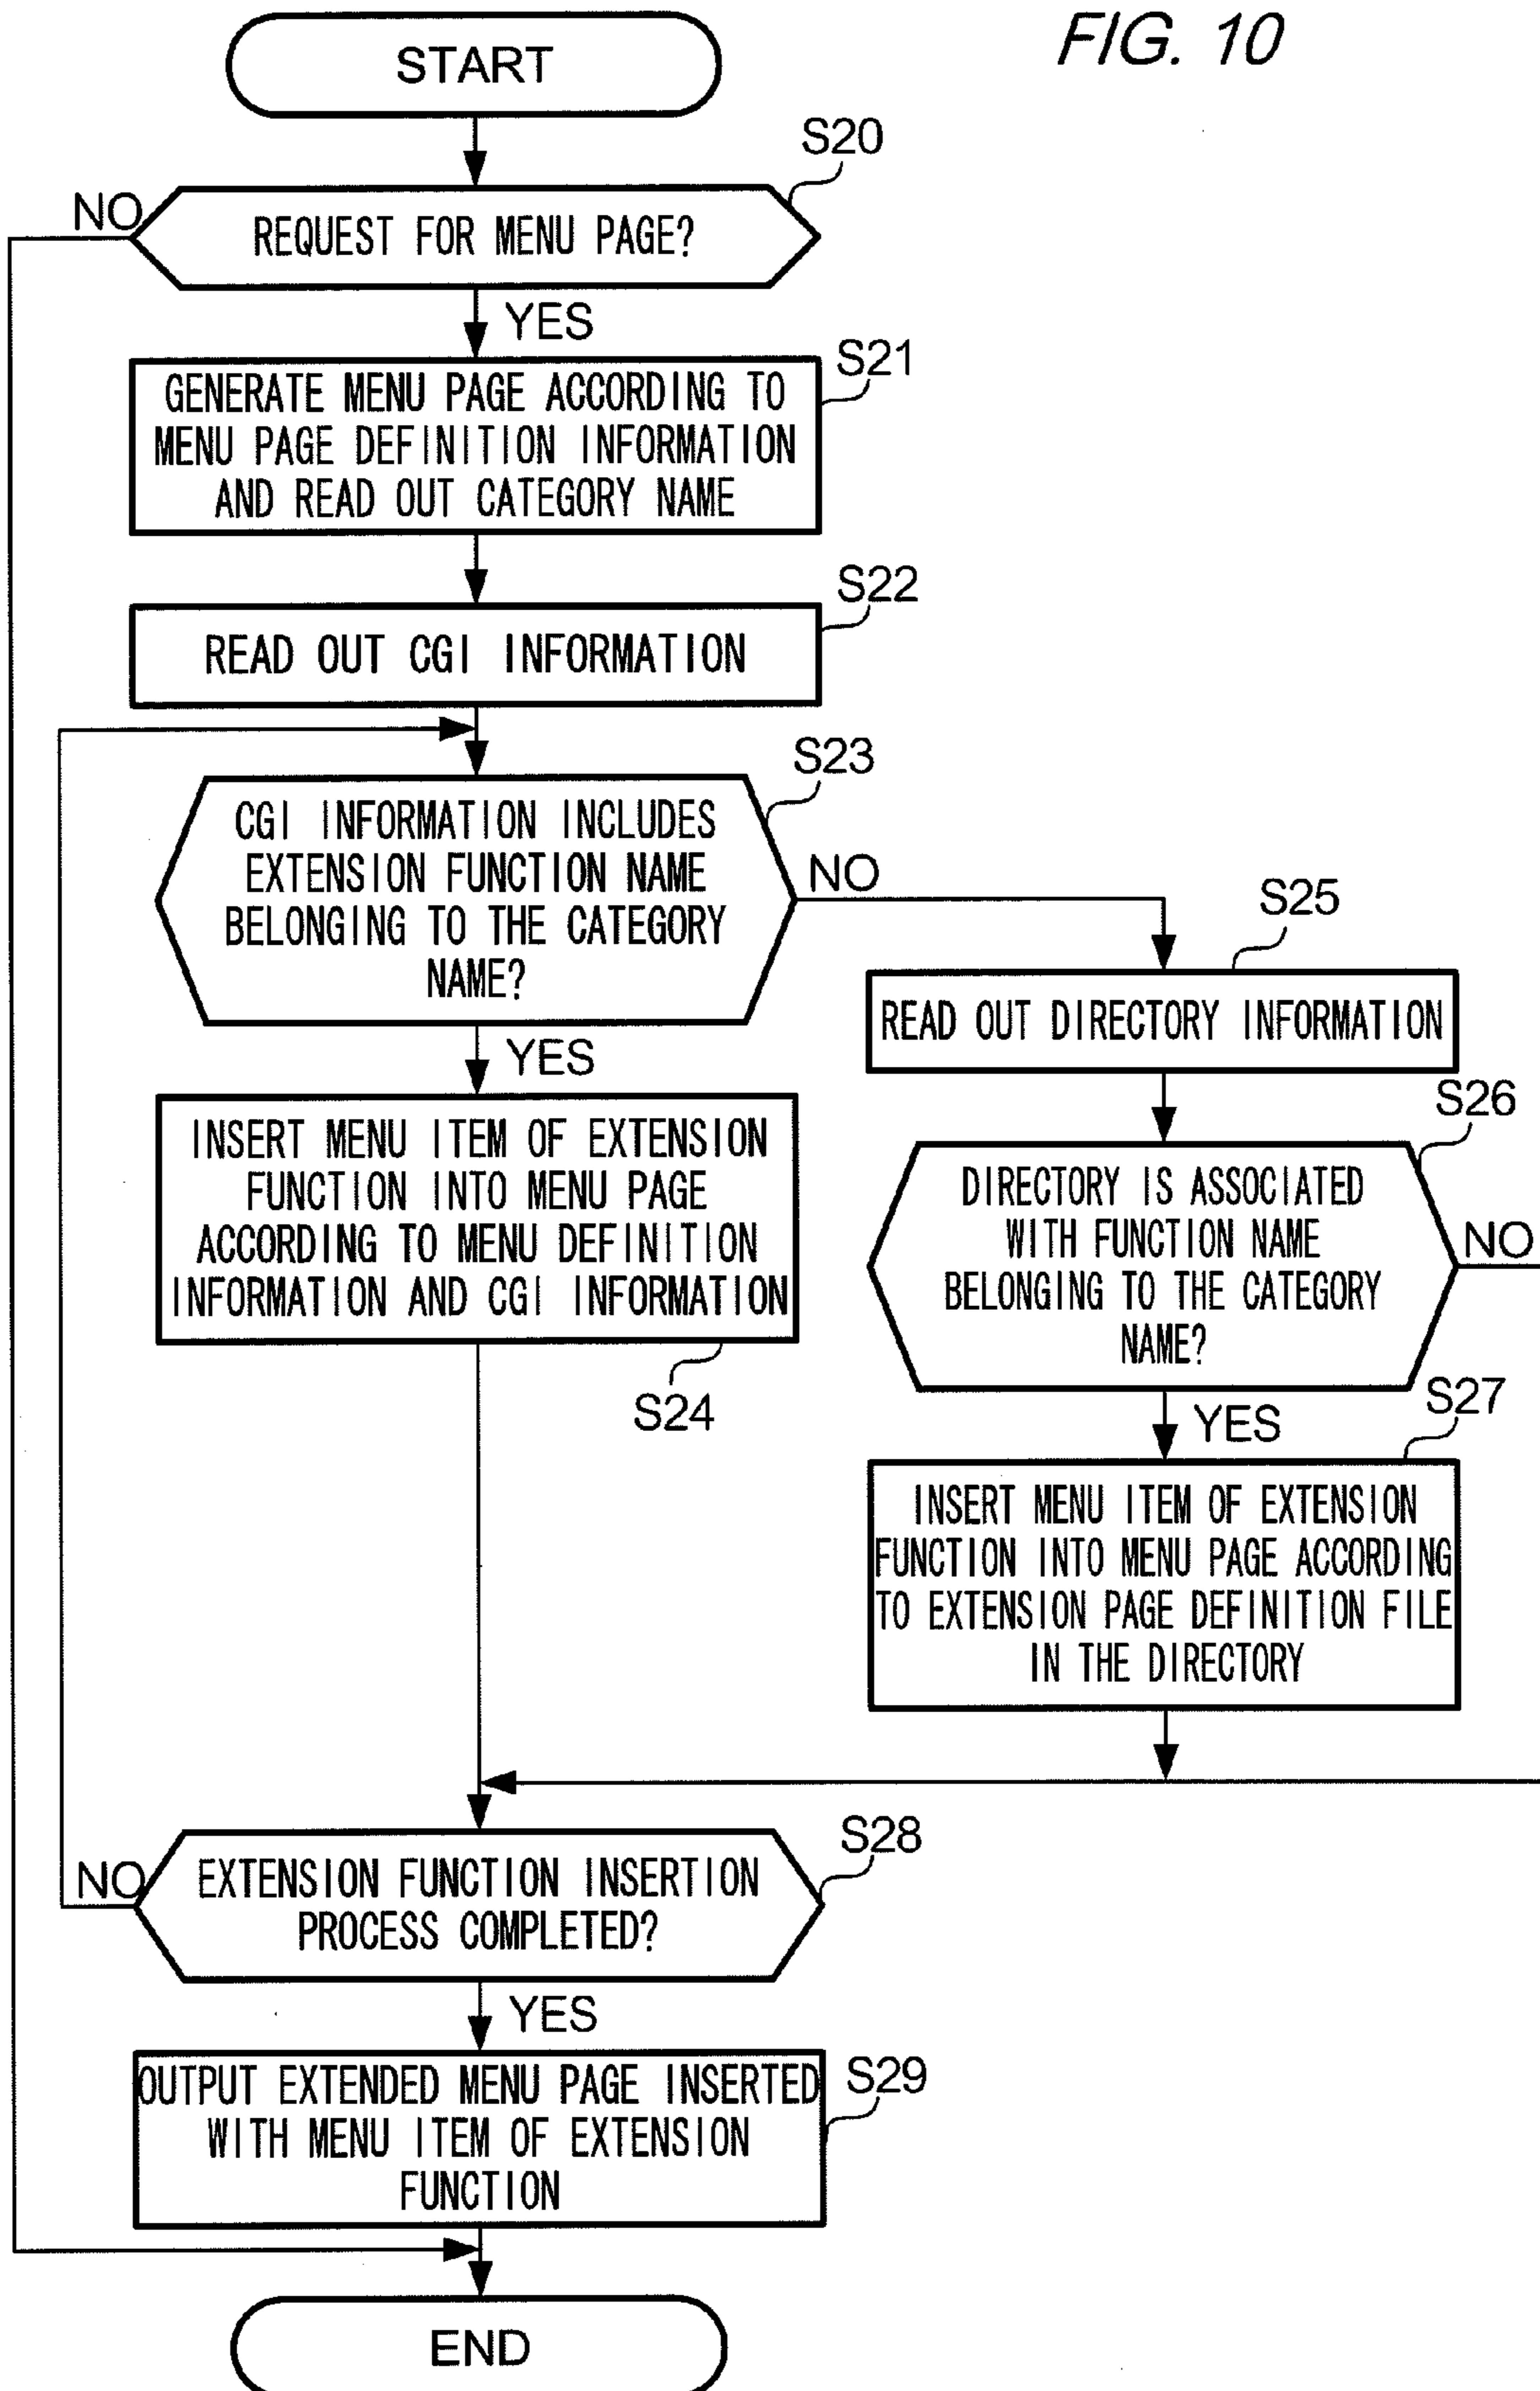 FIG. 10
START
S20
NO
REQUEST FOR MENU PAGE?
YES
S21
GENERATE MENU PAGE ACCORDING TO
MENU PAGE DEFINITION INFORMATION
AND READ OUT CATEGORY NAME
S22
READ OUT CGI INFORMATION
S23
CGI INFORMATION INCLUDES
EXTENSION FUNCTION NAME
BELONGING TO THE CATEGORY
NAME?
NO
YES
S24
INSERT MENU ITEM OF EXTENSION
FUNCTION INTO MENU PAGE
ACCORDING TO MENU DEFINITION
INFORMATION AND CGI INFORMATION
S25
READ OUT DIRECTORY INFORMATION
S26
DIRECTORY IS ASSOCIATED
WITH FUNCTION NAME
BELONGING TO THE CATEGORY
NAME?
NO
YES
S27
INSERT MENU ITEM OF EXTENSION
FUNCTION INTO MENU PAGE ACCORDING
TO EXTENSION PAGE DEFINITION FILE
IN THE DIRECTORY
S28
NO
EXTENSION FUNCTION INSERTION
PROCESS COMPLETED?
YES
S29
OUTPUT EXTENDED MENU PAGE INSERTED
WITH MENU ITEM OF EXTENSION
FUNCTION
END